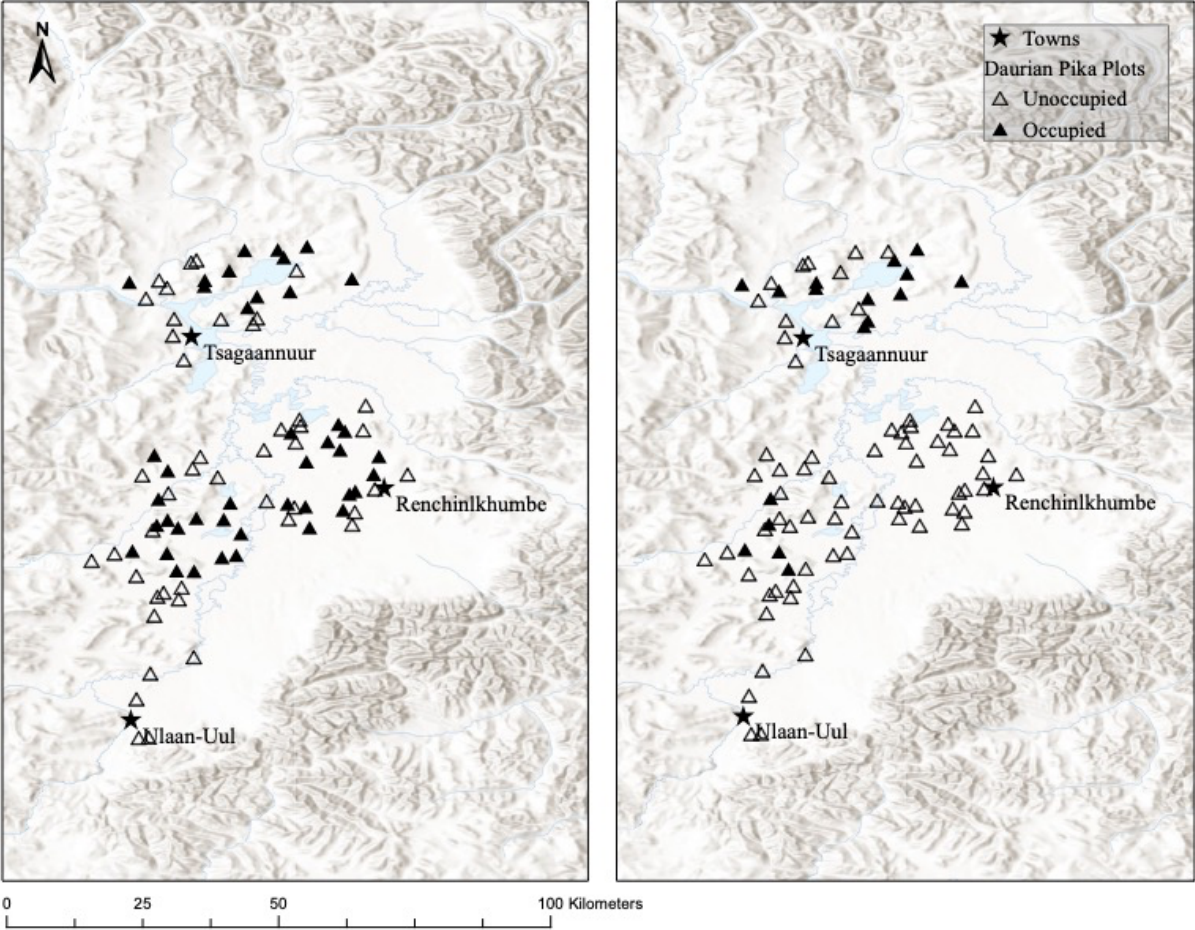 N
Towns
Daurian Pika Plots
Unoccupied
Occupied
Tsagaannuur
Tsagaannuur
Renchinlkhumbe
Renchinlkhumbe
Ulaan-Uul
Ulaan-Uul
0 25 50 100 Kilometers